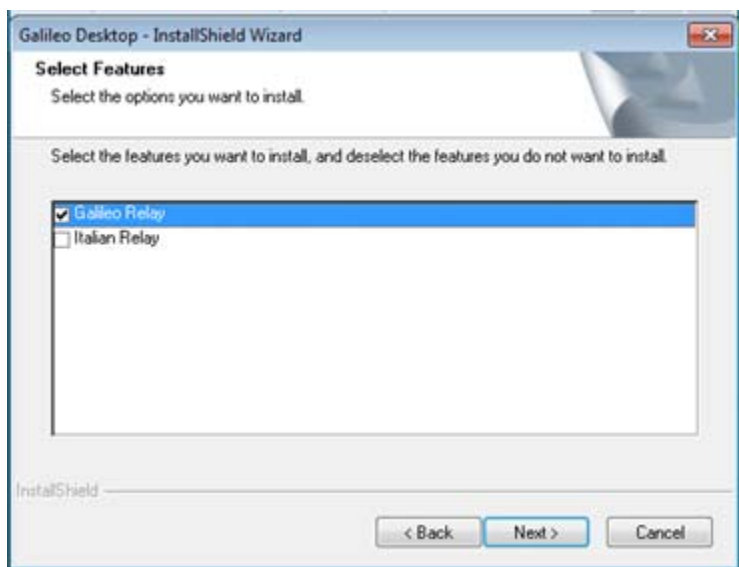 Galileo Desktop - InstallShield Wizard
Select Features
Select the options you want to install.
Select the features you want to install, and deselect the features you do not want to install.
Galileo Relay
Italian Relay
InstallShield
< Back Next > Cancel